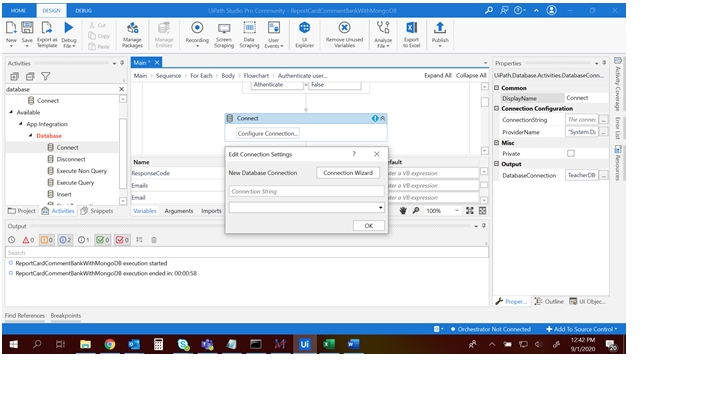 HOME DESIGN DEBUG UiPath Studio Pro Community - ReportCardCommentBankWithMongoDB
New Save Export as Template Debug File Cut Copy Paste Manage Packages Manage Entities Recording Screen Scraping Data Scraping User Events UI Explorer Remove Unused Variables Analyze File Export to Excel Publish
Activities
database
Connect
Available
App Integration
Database
Connect
Disconnect
Execute Non Query
Execute Query
Insert
Project Activities Snippets
Main *
Main Sequence For Each Body Flowchart Authenticate user... Expand All Collapse All
Athenticate = False
Connect
Configure Connection...
Edit Connection Settings ?
New Database Connection Connection Wizard
Connection String
OK
Name fault
ResponseCode er a VB expression
Emails er a VB expression
Email er a VB expression
Variables Arguments Imports 100%
Properties
UiPath.Database.Activities.DatabaseConn...
Common
DisplayName Connect
Connection Configuration
ConnectionString The connec ...
ProviderName "System.Da ...
Misc
Private
Output
DatabaseConnection TeacherDB ...
Proper... Outline UI Objec...
Activity Coverage
Error List
Resources
Output
0 0 2 1 0 0
Search
ReportCardCommentBankWithMongoDB execution started
ReportCardCommentBankWithMongoDB execution ended in: 00:00:58
Find References Breakpoints
0 Orchestrator Not Connected Add To Source Control
12:42 PM
9/1/2020
20